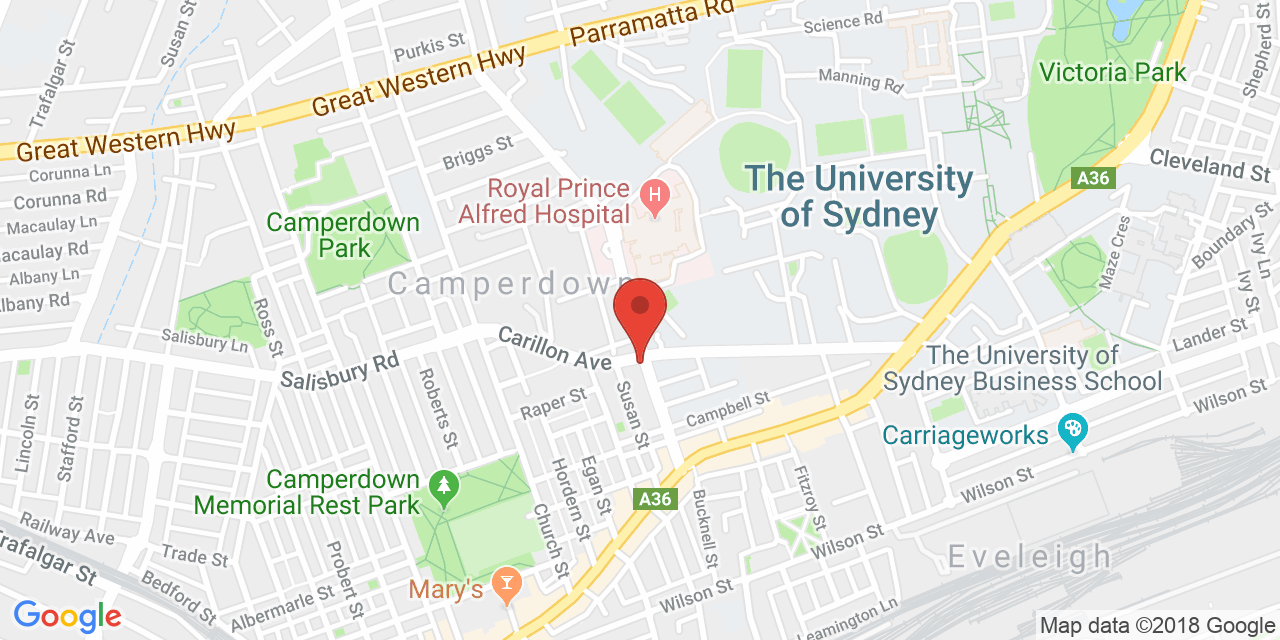 Parramatta Rd
Science Rd
Susan St
Trafalgar St
Purkis St
Great Western Hwy
Manning Rd
Victoria Park
Shepherd St
Great Western Hwy
Briggs St
Cleveland St
Corunna Ln
Corunna Rd
Macaulay Ln
Macaulay Rd
Albany Ln
Albany Rd
Royal Prince
Alfred Hospital
H
The University
of Sydney
A36
Camperdown
Park
Camperdown
Maze Cres
Boundary St
Ivy Ln
Ivy St
Ross St
Salisbury Ln
Salisbury Rd
Carillon Ave
Lander St
The University of
Sydney Business School
Wilson St
Roberts St
Raper St
Susan St
Campbell St
Carriageworks
Lincoln St
Stafford St
Camperdown
Memorial Rest Park
Hordern St
Egan St
Church St
A36
Bucknell St
Fitzroy St
Wilson St
Wilson St
Railway Ave
Trafalgar St
Trade St
Bedford St
Probert St
Albermarle St
Mary's
Eveleigh
Wilson St
Leamington Ln
Google
Map data ©2018 Google